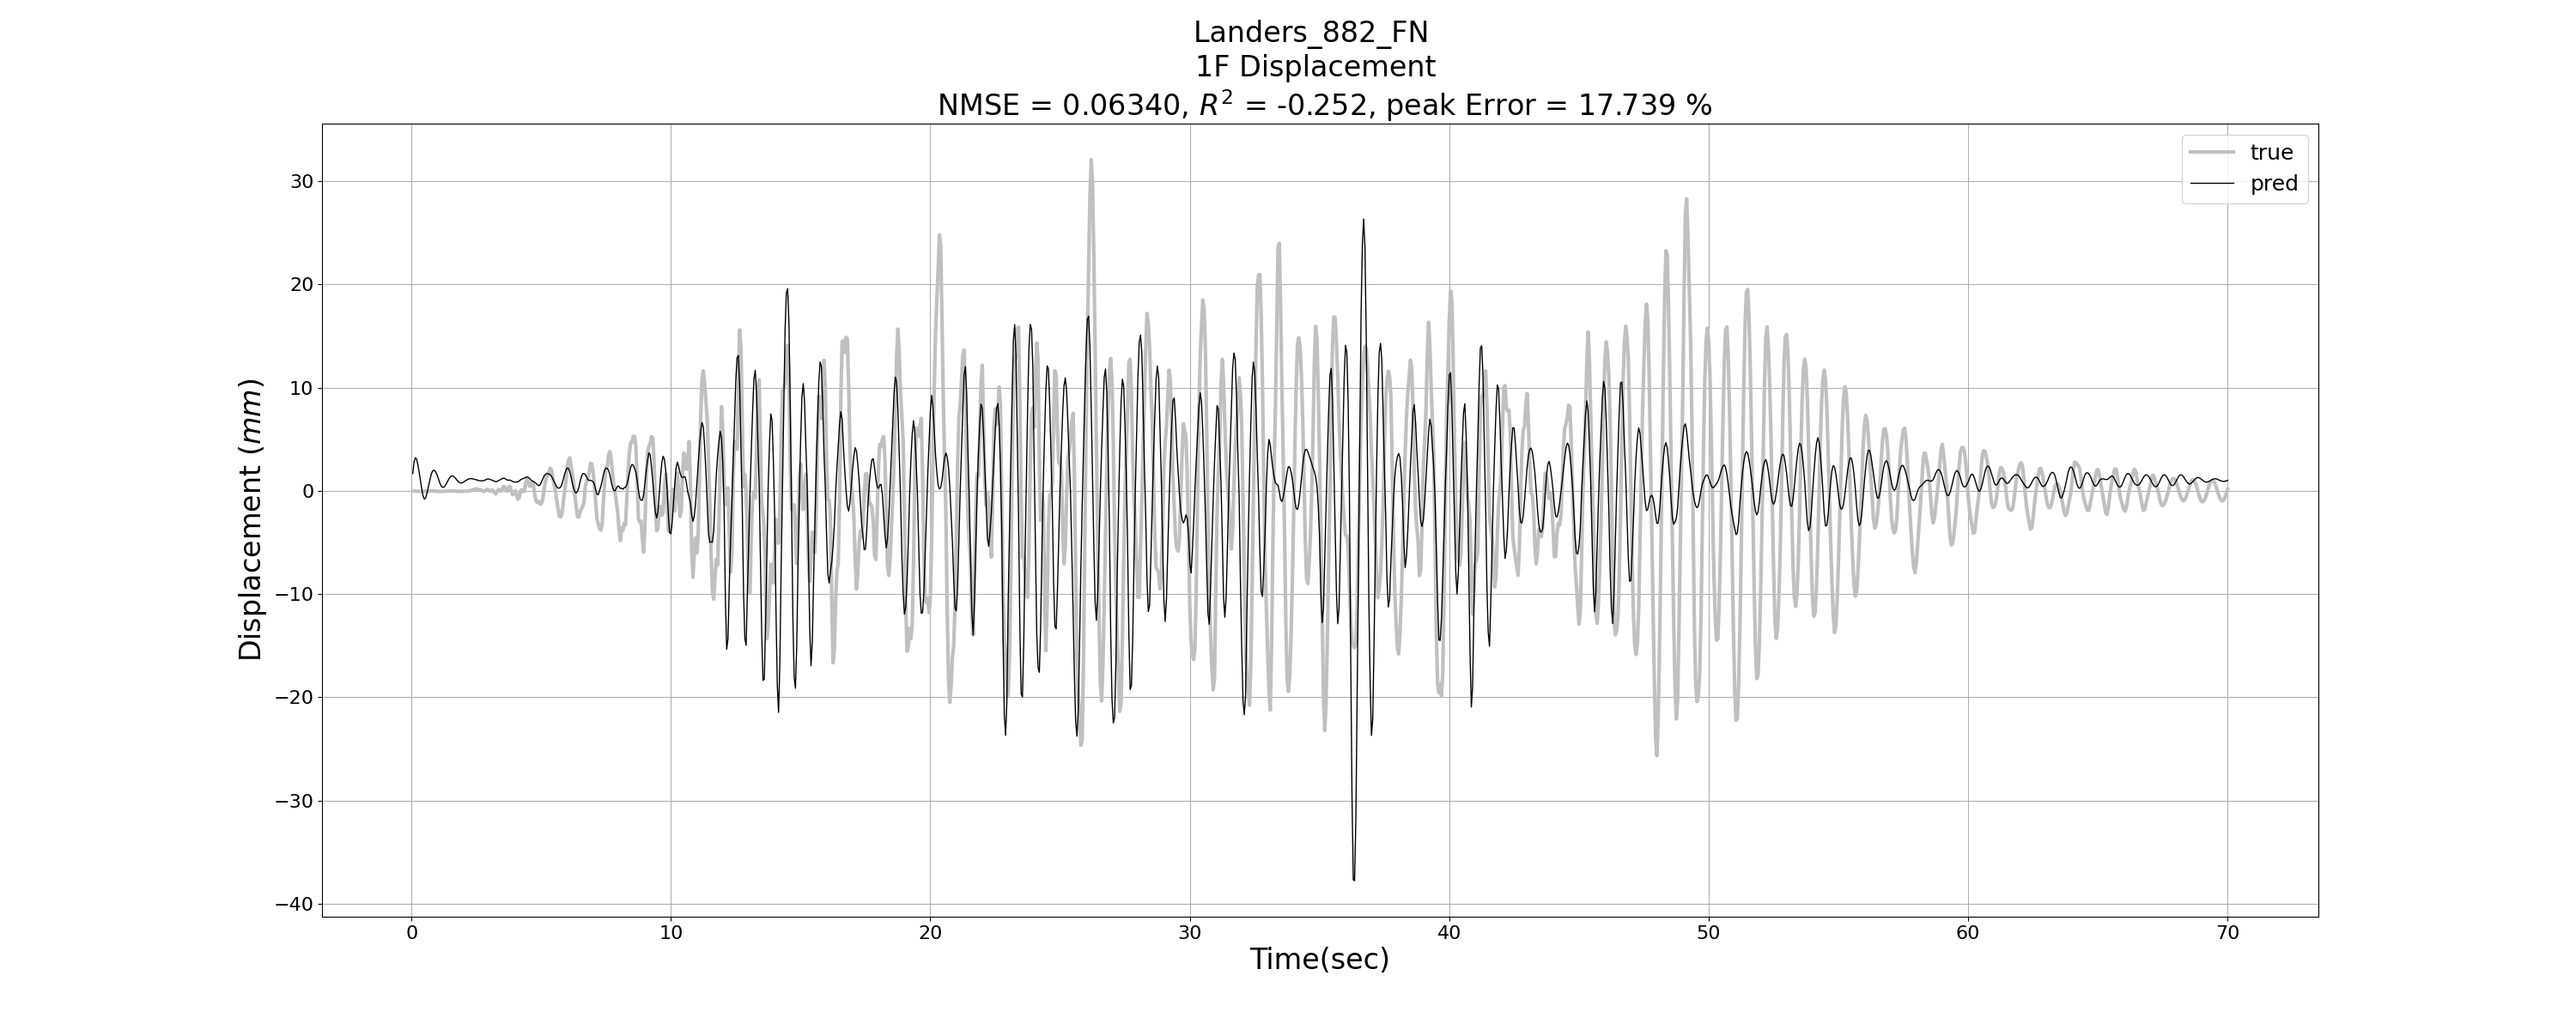 Landers_882_FN
1F Displacement
NMSE = 0.06340, R² = -0.252, peak Error = 17.739 %
true
pred
Displacement (mm)
30
20
10
0
−10
−20
−30
−40
0 10 20 30 40 50 60 70
Time(sec)